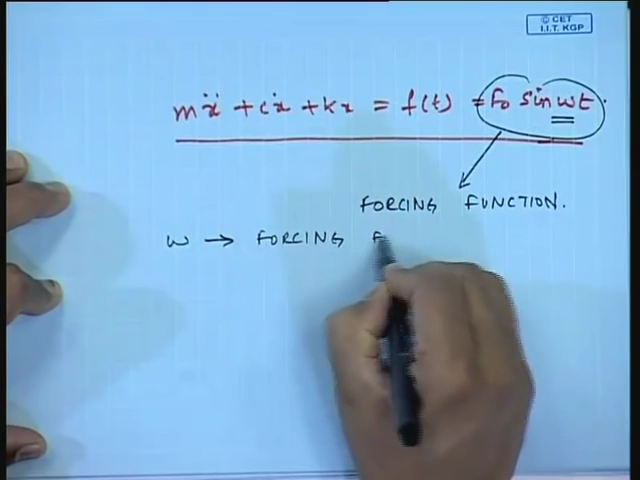 © CET
I.I.T. KGP
mẍ + cẋ + kx = f(t) = F₀ sin ωt.
FORCING FUNCTION.
ω → FORCING F